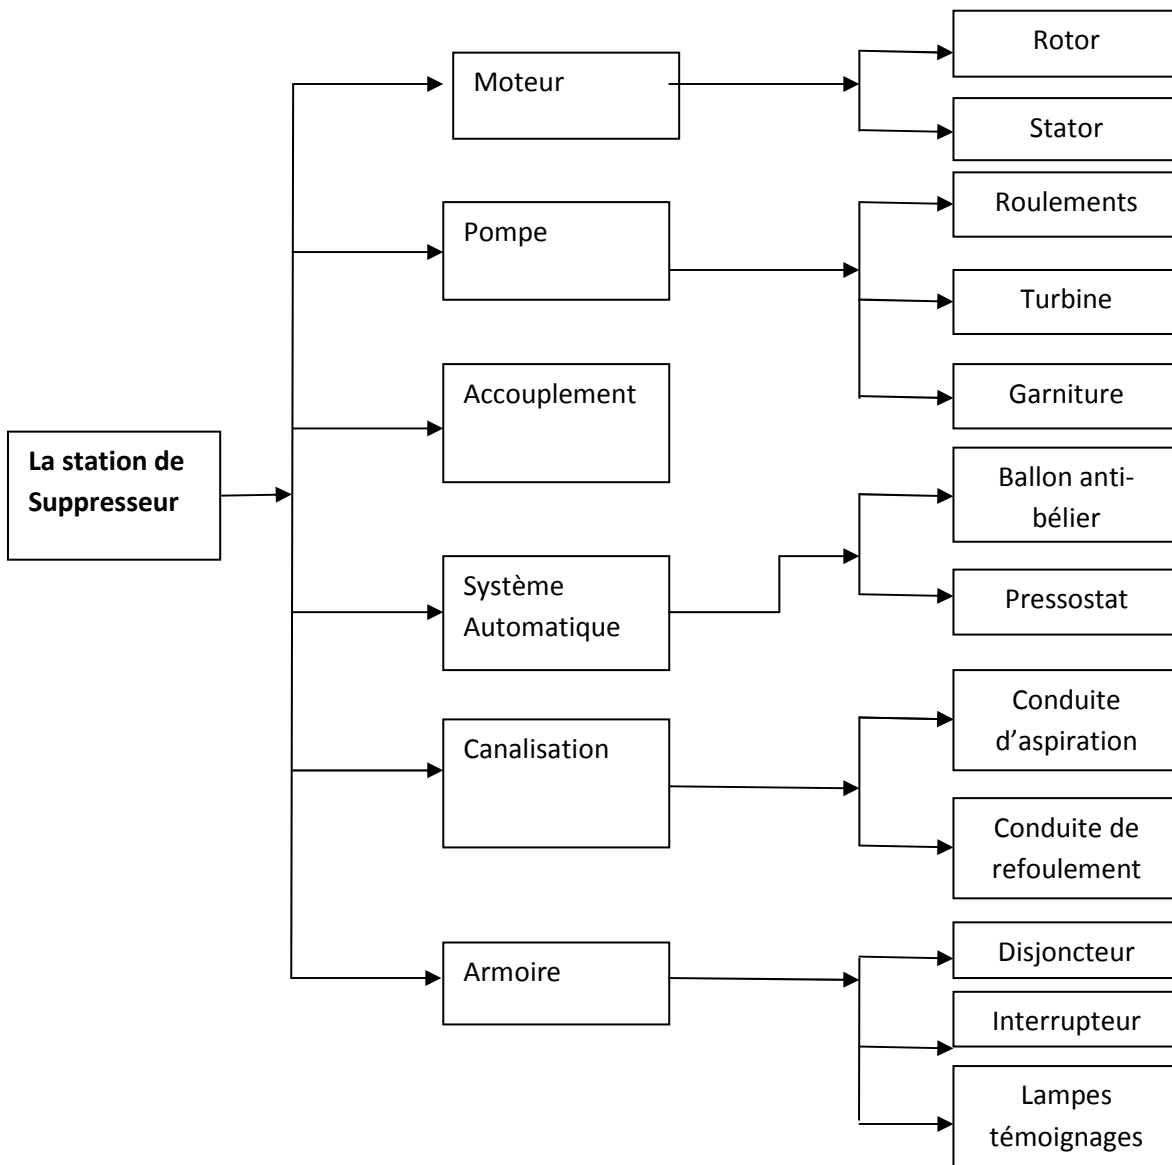 Rotor
Moteur
Stator
Roulements
Pompe
Turbine
Accouplement
Garniture
La station de
Suppresseur
Ballon anti-
bélier
Système
Automatique
Pressostat
Conduite
d'aspiration
Canalisation
Conduite de
refoulement
Disjoncteur
Armoire
Interrupteur
Lampes
témoignages